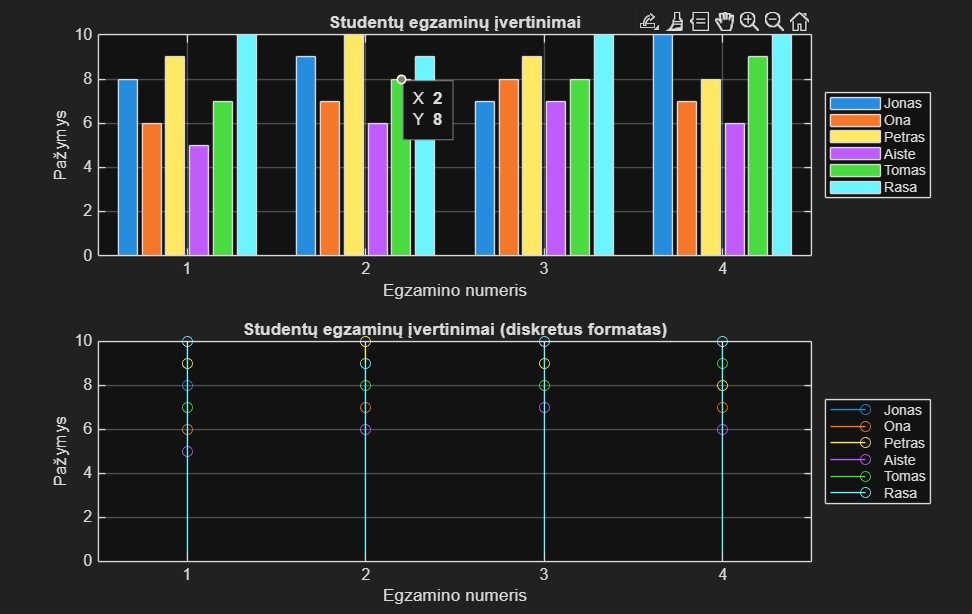 Studentų egzaminų įvertinimai
10
8
6
4
2
0
Pažymys
X 2
Y 8
1 2 3 4
Egzamino numeris
Jonas
Ona
Petras
Aiste
Tomas
Rasa
Studentų egzaminų įvertinimai (diskretus formatas)
10
8
6
4
2
0
Pažymys
1 2 3 4
Egzamino numeris
Jonas
Ona
Petras
Aiste
Tomas
Rasa